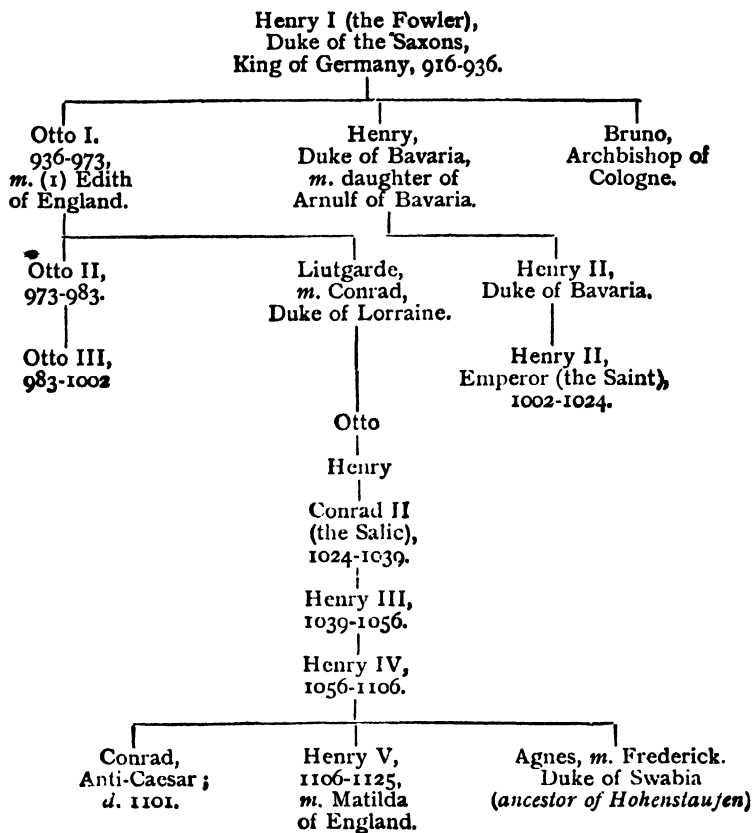 Henry I (the Fowler),
Duke of the Saxons,
King of Germany, 916-936.
Otto I.
936-973,
m. (1) Edith
of England.
Henry,
Duke of Bavaria,
m. daughter of
Arnulf of Bavaria.
Bruno,
Archbishop of
Cologne.
Otto II,
973-983.
Liutgarde,
m. Conrad,
Duke of Lorraine.
Henry II,
Duke of Bavaria.
Otto III,
983-1002
Henry II,
Emperor (the Saint),
1002-1024.
Otto
Henry
Conrad II
(the Salic),
1024-1039.
Henry III,
1039-1056.
Henry IV,
1056-1106.
Conrad,
Anti-Caesar;
d. 1101.
Henry V,
1106-1125,
m. Matilda
of England.
Agnes, m. Frederick.
Duke of Swabia
(ancestor of Hohenstaufen)